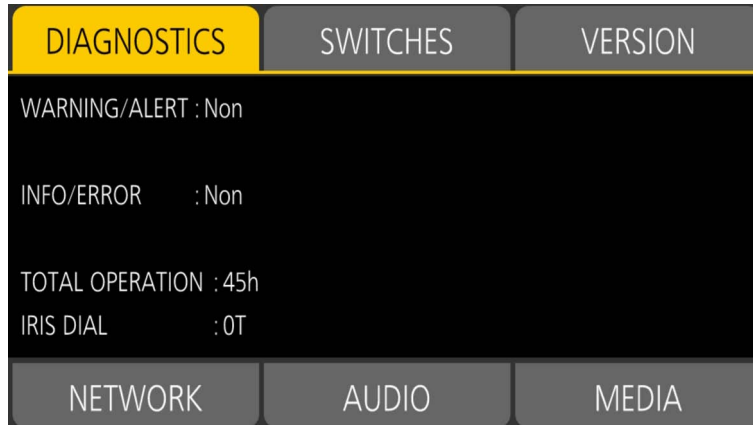 DIAGNOSTICS SWITCHES VERSION
WARNING/ALERT : Non
INFO/ERROR : Non
TOTAL OPERATION : 45h
IRIS DIAL : 0T
NETWORK AUDIO MEDIA